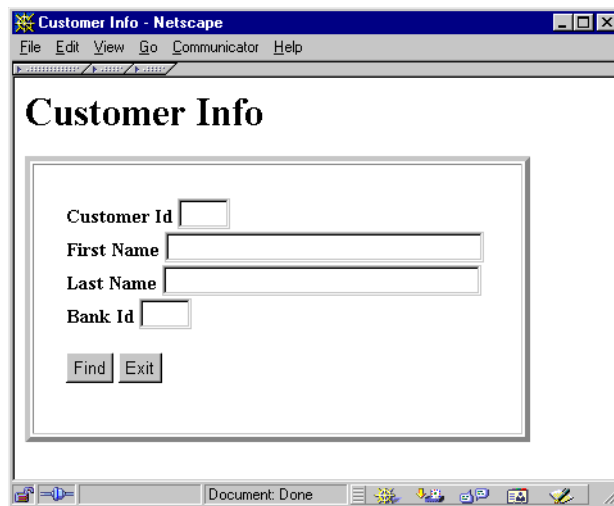 Customer Info - Netscape
File Edit View Go Communicator Help
Customer Info
Customer Id
First Name
Last Name
Bank Id
Find Exit
Document: Done